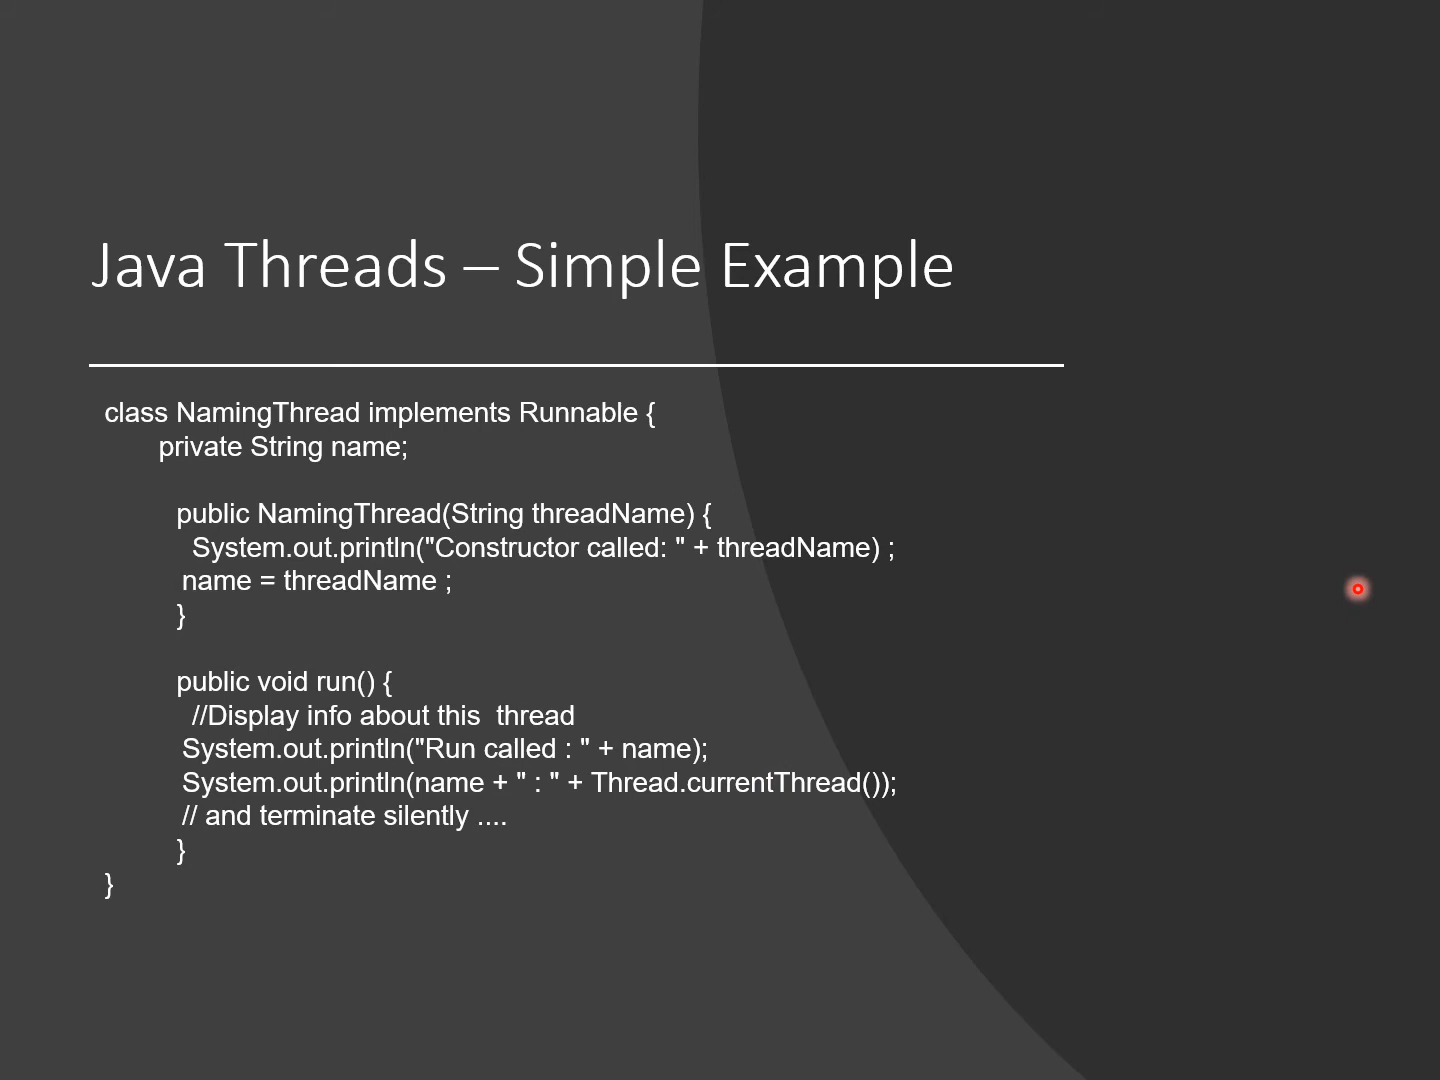 Java Threads – Simple Example
class NamingThread implements Runnable {
private String name;
public NamingThread(String threadName) {
System.out.println("Constructor called: " + threadName) ;
name = threadName ;
}
public void run() {
//Display info about this  thread
System.out.println("Run called : " + name);
System.out.println(name + " : " + Thread.currentThread());
// and terminate silently ....
}
}